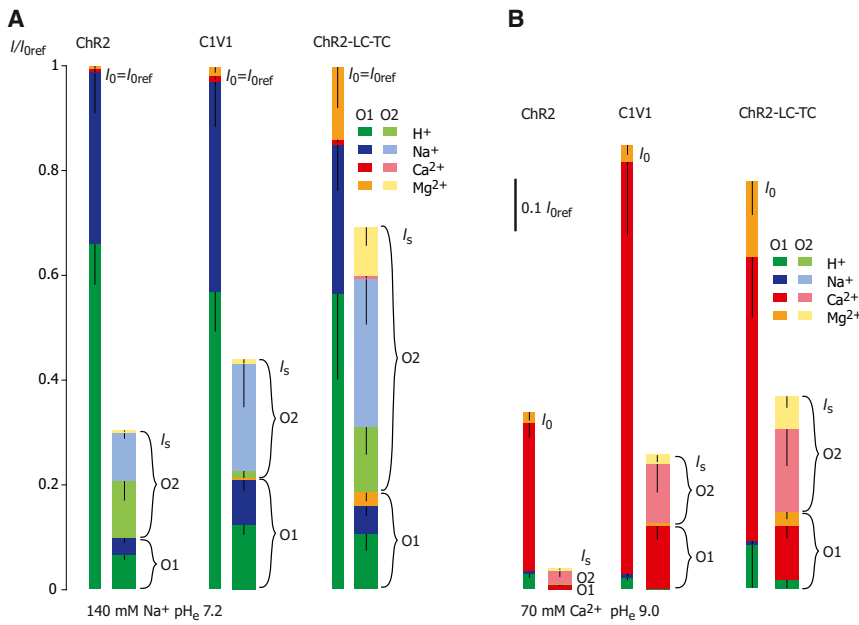 A
I/I0ref
ChR2
C1V1
ChR2-LC-TC
1
0.8
0.6
0.4
0.2
0
I0=I0ref
I0=I0ref
I0=I0ref
O1 O2
H+
Na+
Ca2+
Mg2+
Is
O2
O1
Is
O2
O1
Is
O2
O1
140 mM Na+ pHe 7.2
B
ChR2
C1V1
ChR2-LC-TC
0.1 I0ref
I0
I0
I0
O1 O2
H+
Na+
Ca2+
Mg2+
Is
O2
O1
Is
O2
O1
Is
O2
O1
70 mM Ca2+ pHe 9.0